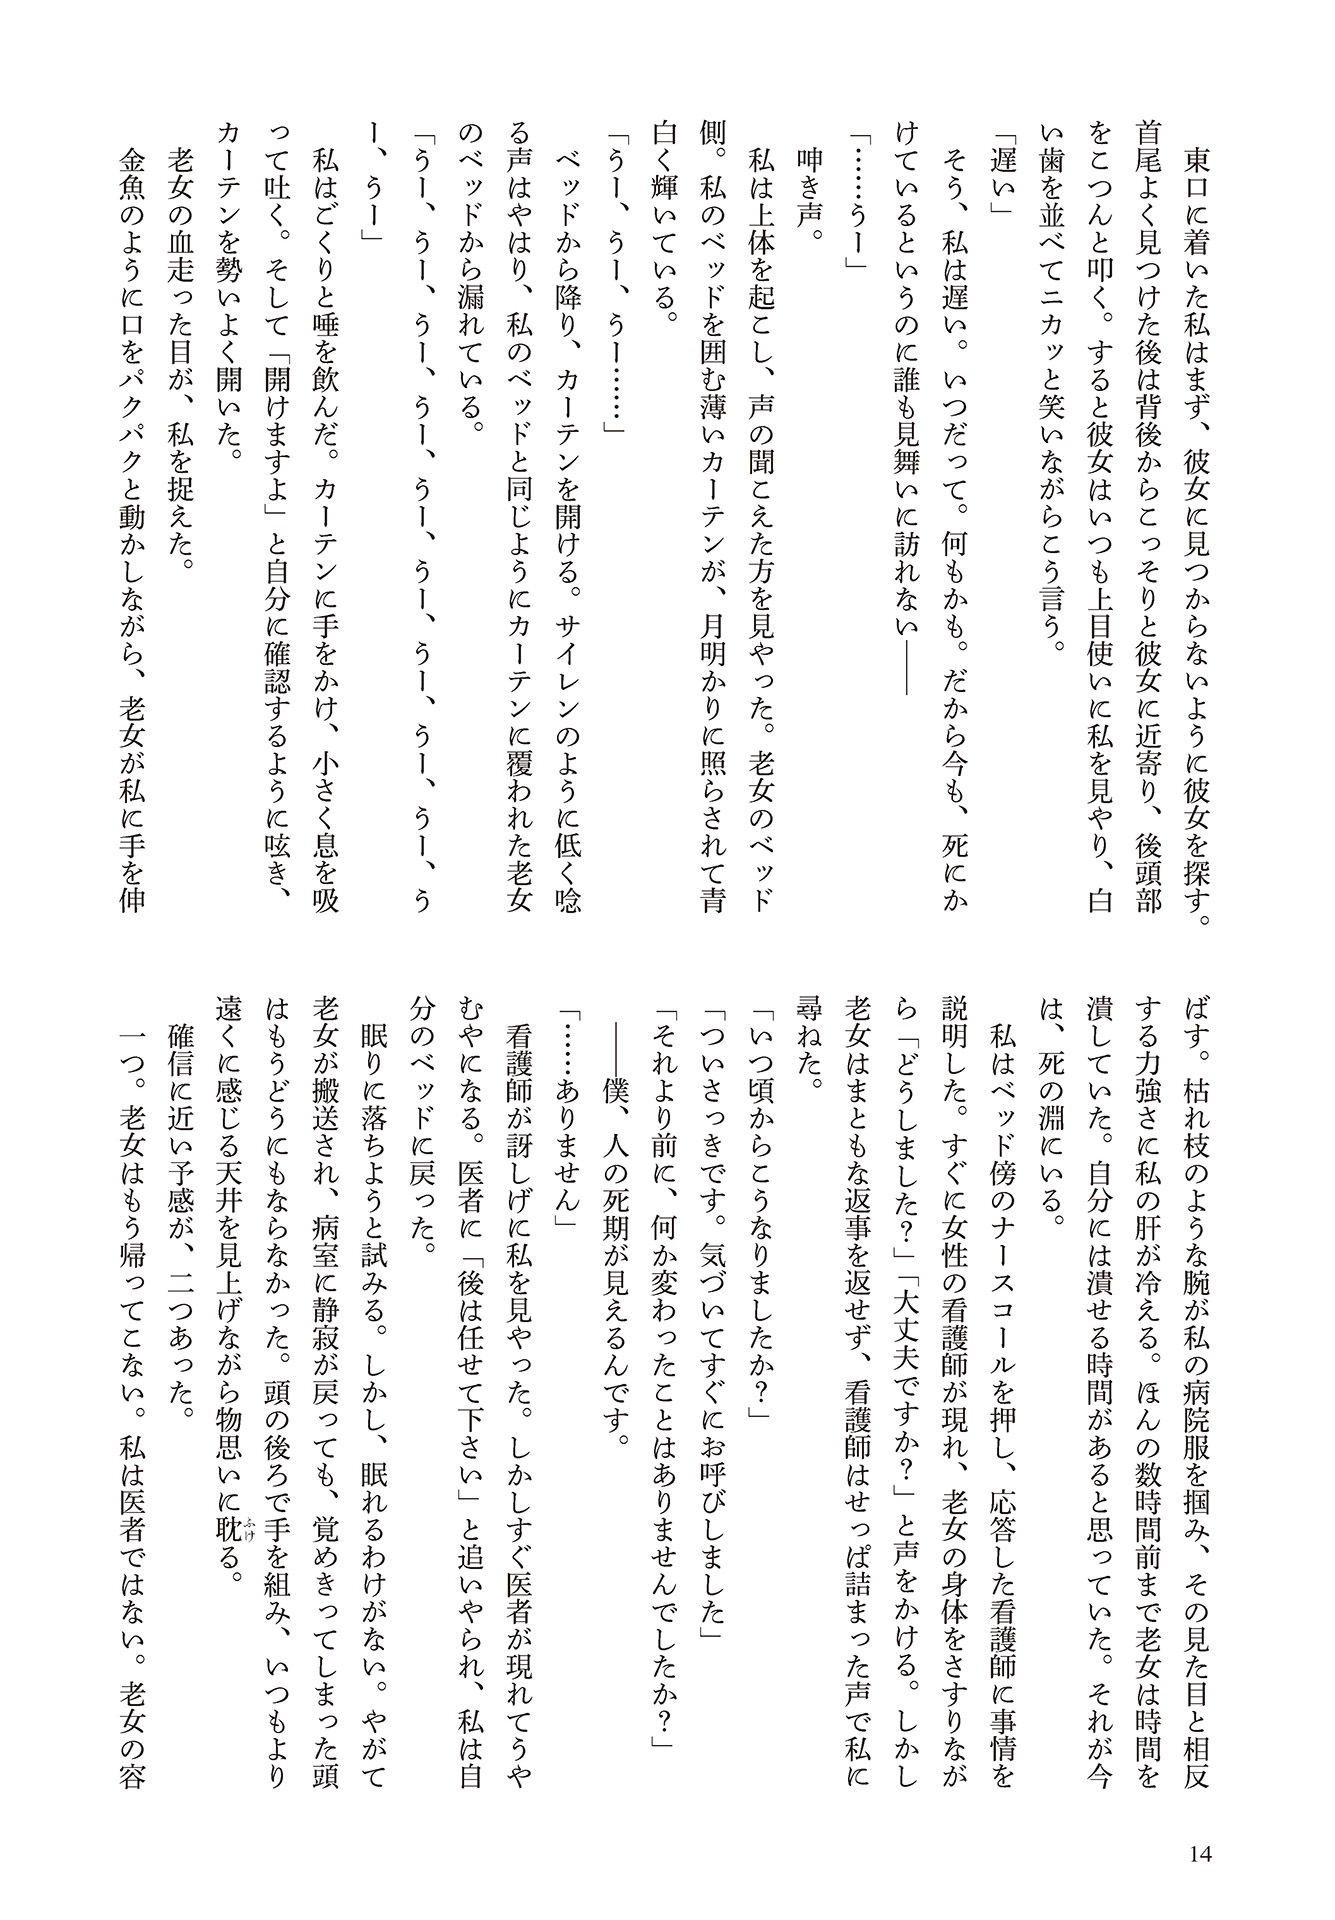 東口に着いた私はまず、彼女に見つからないように彼女を探す。
首尾よく見つけた後は背後からこっそりと彼女に近寄り、後頭部
をこつんと叩く。すると彼女はいつも上目使いに私を見やり、白
い歯を並べてニカッと笑いながらこう言う。
「遅い」
　そう、私は遅い。いつだって。何もかも。だから今も、死にか
けているというのに誰も見舞いに訪れない――
「……うー」
　呻き声。
　私は上体を起こし、声の聞こえた方を見やった。老女のベッド
側。私のベッドを囲む薄いカーテンが、月明かりに照らされて青
白く輝いている。
「うー、うー、うー……」
　ベッドから降り、カーテンを開ける。サイレンのように低く唸
る声はやはり、私のベッドと同じようにカーテンに覆われた老女
のベッドから漏れている。
「うー、うー、うー、うー、うー、うー、うー、うー、うー、う
ー、うー」
　私はごくりと唾を飲んだ。カーテンに手をかけ、小さく息を吸
って吐く。そして「開けますよ」と自分に確認するように呟き、
カーテンを勢いよく開いた。
　老女の血走った目が、私を捉えた。
　金魚のように口をパクパクと動かしながら、老女が私に手を伸
ばす。枯れ枝のような腕が私の病院服を掴み、その見た目と相反
する力強さに私の肝が冷える。ほんの数時間前まで老女は時間を
潰していた。自分には潰せる時間があると思っていた。それが今
は、死の淵にいる。
　私はベッド傍のナースコールを押し、応答した看護師に事情を
説明した。すぐに女性の看護師が現れ、老女の身体をさすりなが
ら「どうしました？」「大丈夫ですか？」と声をかける。しかし
老女はまともな返事を返せず、看護師はせっぱ詰まった声で私に
尋ねた。
「いつ頃からこうなりましたか？」
「ついさっきです。気づいてすぐにお呼びしました」
「それより前に、何か変わったことはありませんでしたか？」
　――僕、人の死期が見えるんです。
「……ありません」
　看護師が訝しげに私を見やった。しかしすぐ医者が現れてうや
むやになる。医者に「後は任せて下さい」と追いやられ、私は自
分のベッドに戻った。
　眠りに落ちようと試みる。しかし、眠れるわけがない。やがて
老女が搬送され、病室に静寂が戻っても、覚めきってしまった頭
はもうどうにもならなかった。頭の後ろで手を組み、いつもより
遠くに感じる天井を見上げながら物思いに耽ふける。
　確信に近い予感が、二つあった。
　一つ。老女はもう帰ってこない。私は医者ではない。老女の容
14